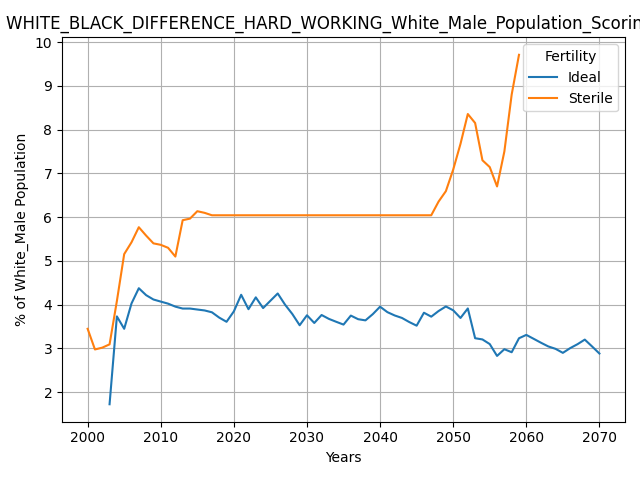 WHITE_BLACK_DIFFERENCE_HARD_WORKING_White_Male_Population_Scorin
10
9
8
7
6
5
4
3
2
% of White_Male Population
Fertility
Ideal
Sterile
2000 2010 2020 2030 2040 2050 2060 2070
Years